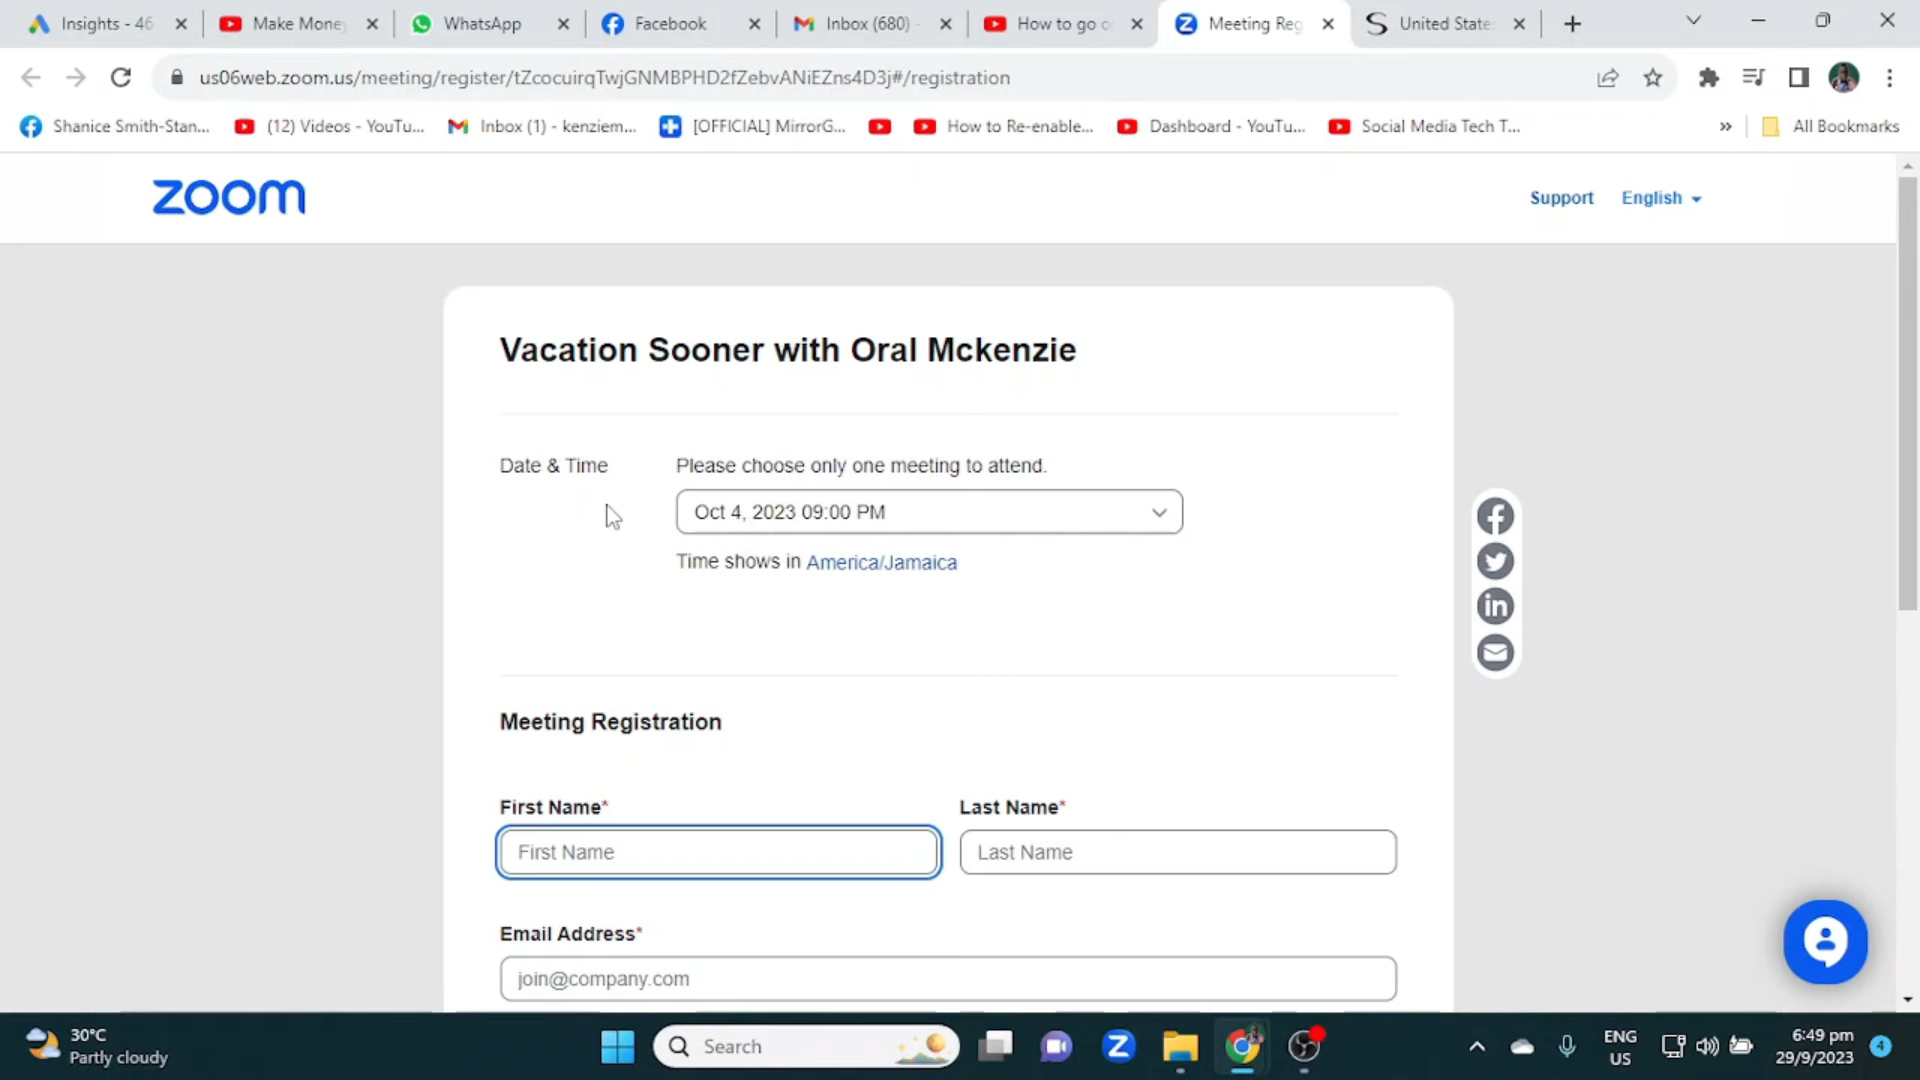 Insights - 46
Make Money
WhatsApp
Facebook
Inbox (680) -
How to go o
Meeting Reg
United State
us06web.zoom.us/meeting/register/tZcocuirqTwjGNMBPHD2fZebvANiEZns4D3j#/registration
Shanice Smith-Stan...
(12) Videos - YouTu...
Inbox (1) - kenziem...
[OFFICIAL] MirrorG...
How to Re-enable...
Dashboard - YouTu...
Social Media Tech T...
»
All Bookmarks
zoom
Support
English
Vacation Sooner with Oral Mckenzie
Date & Time
Please choose only one meeting to attend.
Oct 4, 2023 09:00 PM
Time shows in America/Jamaica
Meeting Registration
First Name*
Last Name*
First Name
Last Name
Email Address*
join@company.com
30°C
Partly cloudy
Search
ENG
US
6:49 pm
29/9/2023
4